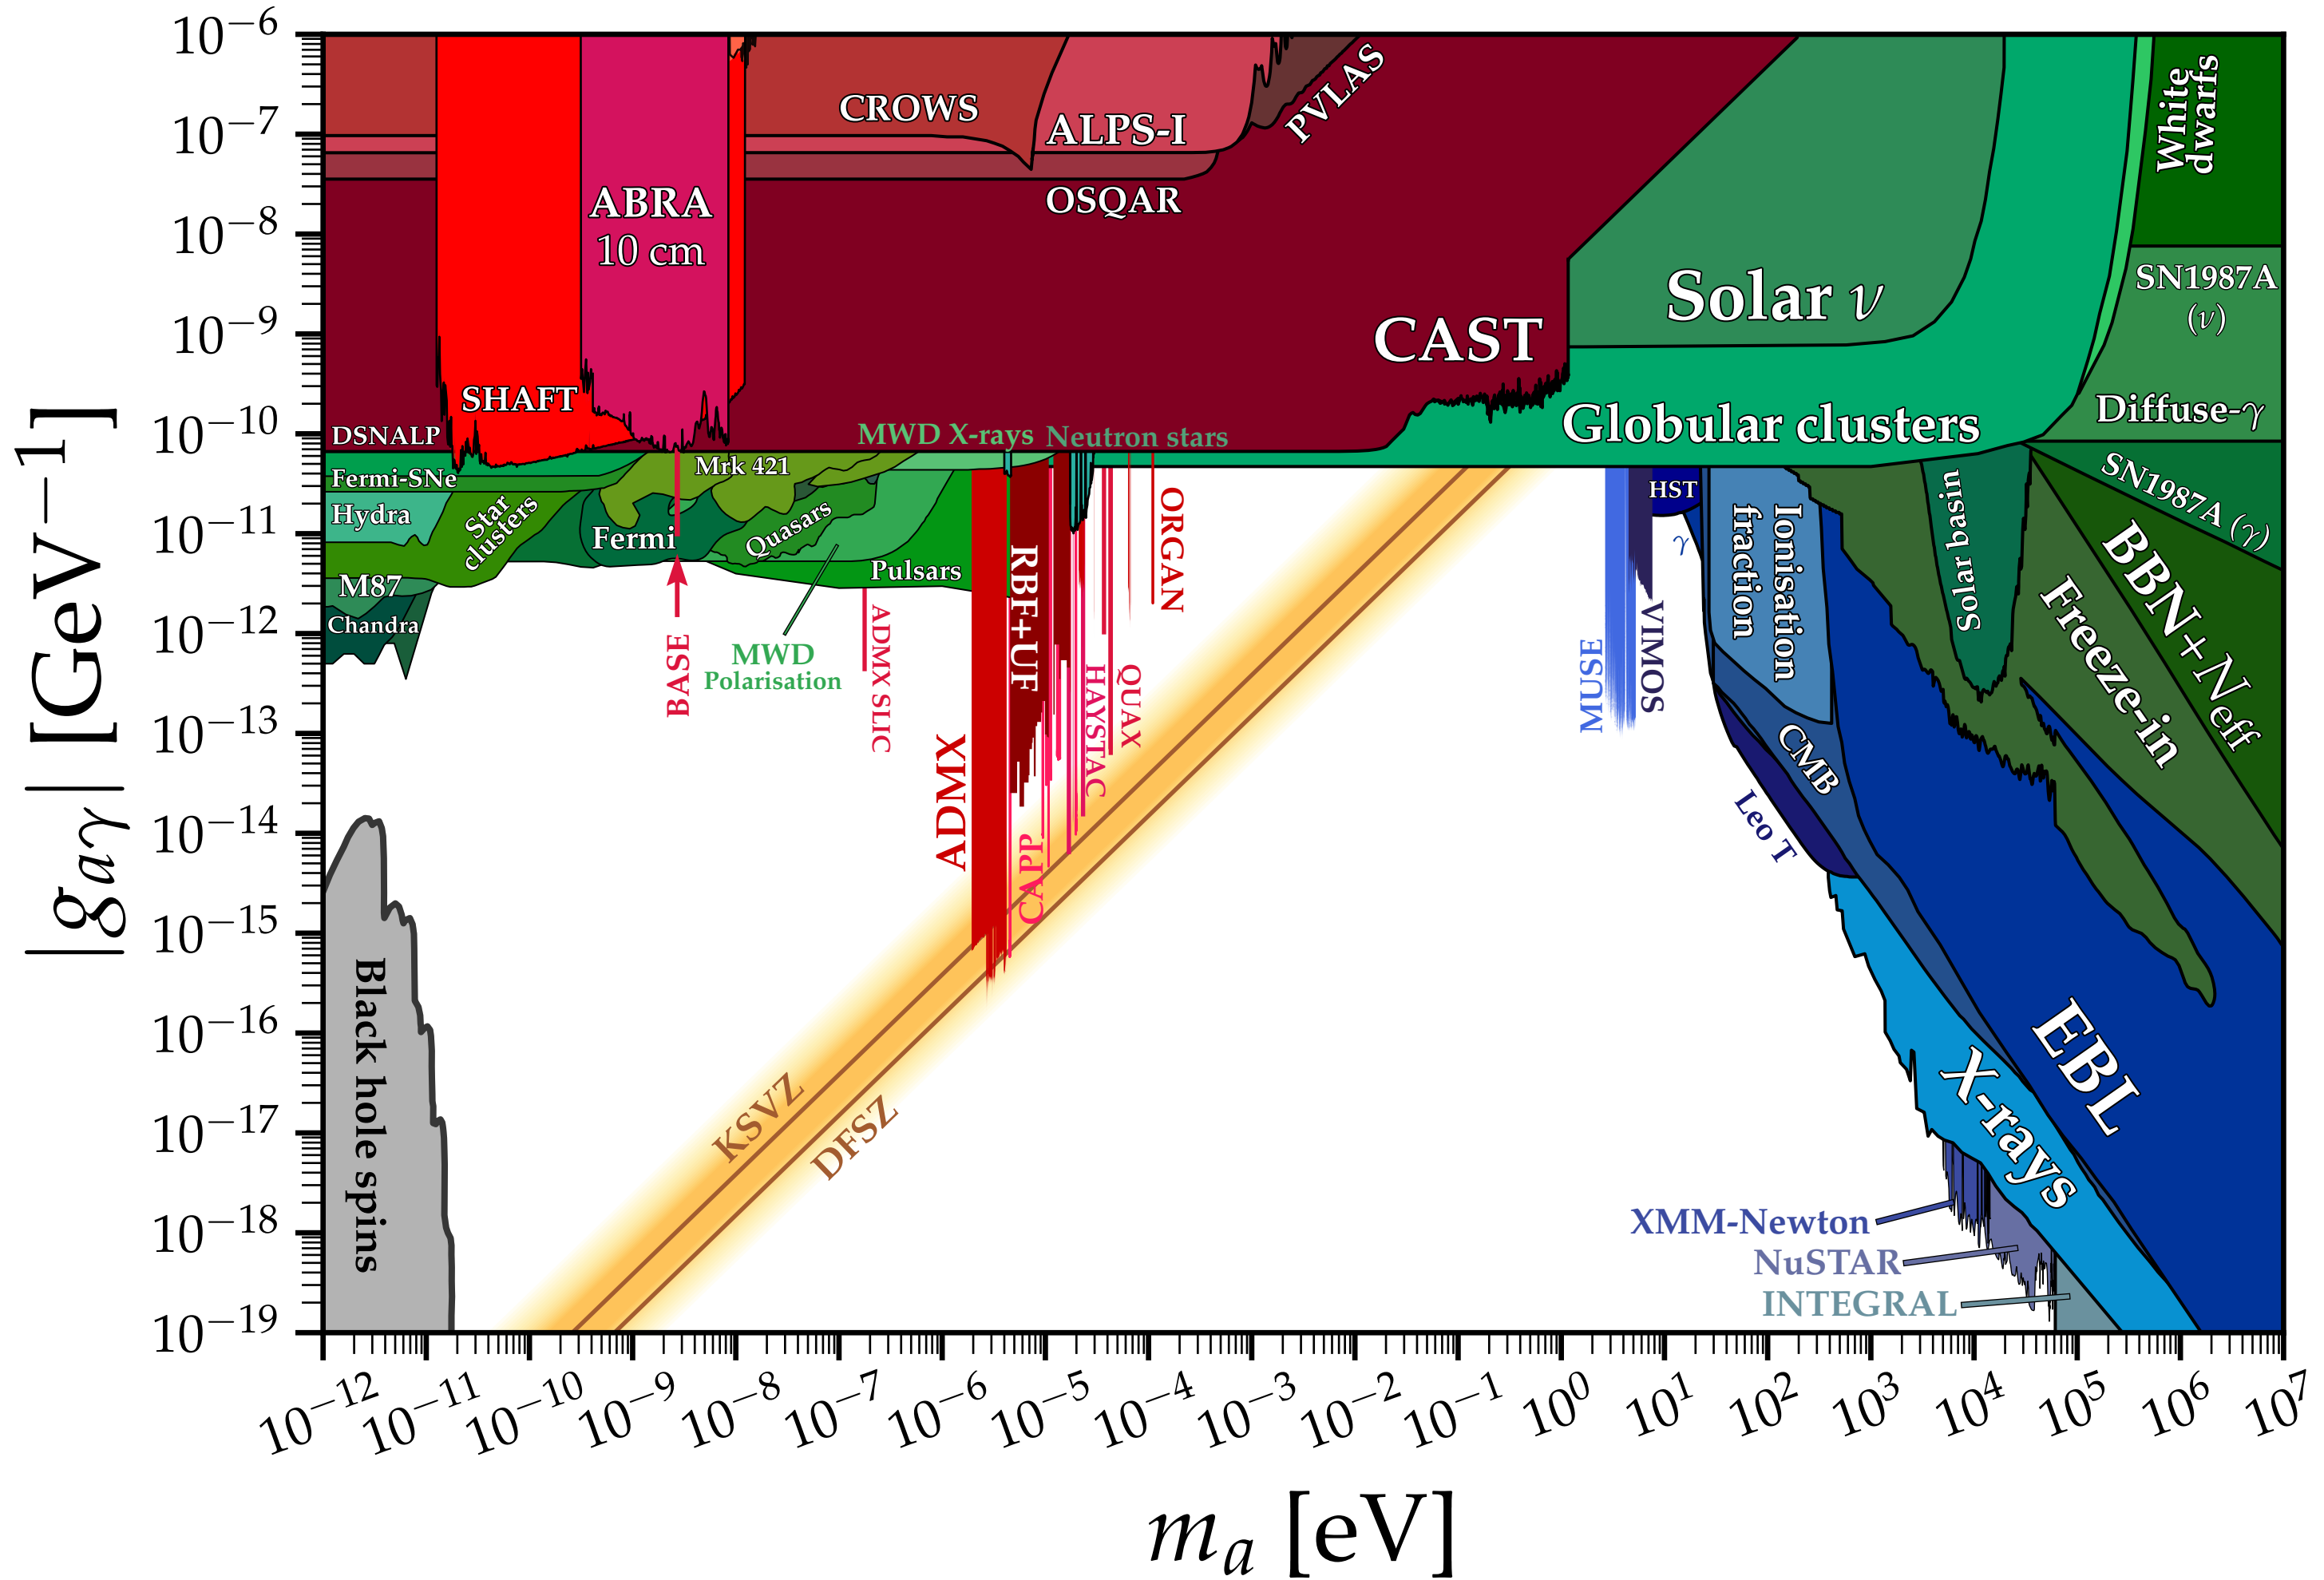 10⁻⁶
10⁻⁷
10⁻⁸
10⁻⁹
10⁻¹⁰
10⁻¹¹
10⁻¹²
10⁻¹³
10⁻¹⁴
10⁻¹⁵
10⁻¹⁶
10⁻¹⁷
10⁻¹⁸
10⁻¹⁹
|g_aγ| [GeV⁻¹]
CROWS
ALPS-I
PVLAS
OSQAR
ABRA
10 cm
SHAFT
CAST
Solar ν
Globular clusters
White
dwarfs
SN1987A
(ν)
Diffuse-γ
SN1987A (γ)
DSNALP
Fermi-SNe
Hydra
M87
Chandra
Star
clusters
Fermi
Mrk 421
Quasars
Pulsars
MWD X-rays
Neutron stars
MWD
Polarisation
BASE
ADMX SLIC
ADMX
RBF+UF
CAPP
HAYSTAC
QUAX
ORGAN
MUSE
VIMOS
HST
γ
Ionisation
fraction
Solar basin
Freeze-in
BBN+N_eff
CMB
Leo T
EBL
X-rays
XMM-Newton
NuSTAR
INTEGRAL
KSVZ
DFSZ
Black hole spins
10⁻¹²
10⁻¹¹
10⁻¹⁰
10⁻⁹
10⁻⁸
10⁻⁷
10⁻⁶
10⁻⁵
10⁻⁴
10⁻³
10⁻²
10⁻¹
10⁰
10¹
10²
10³
10⁴
10⁵
10⁶
10⁷
m_a [eV]